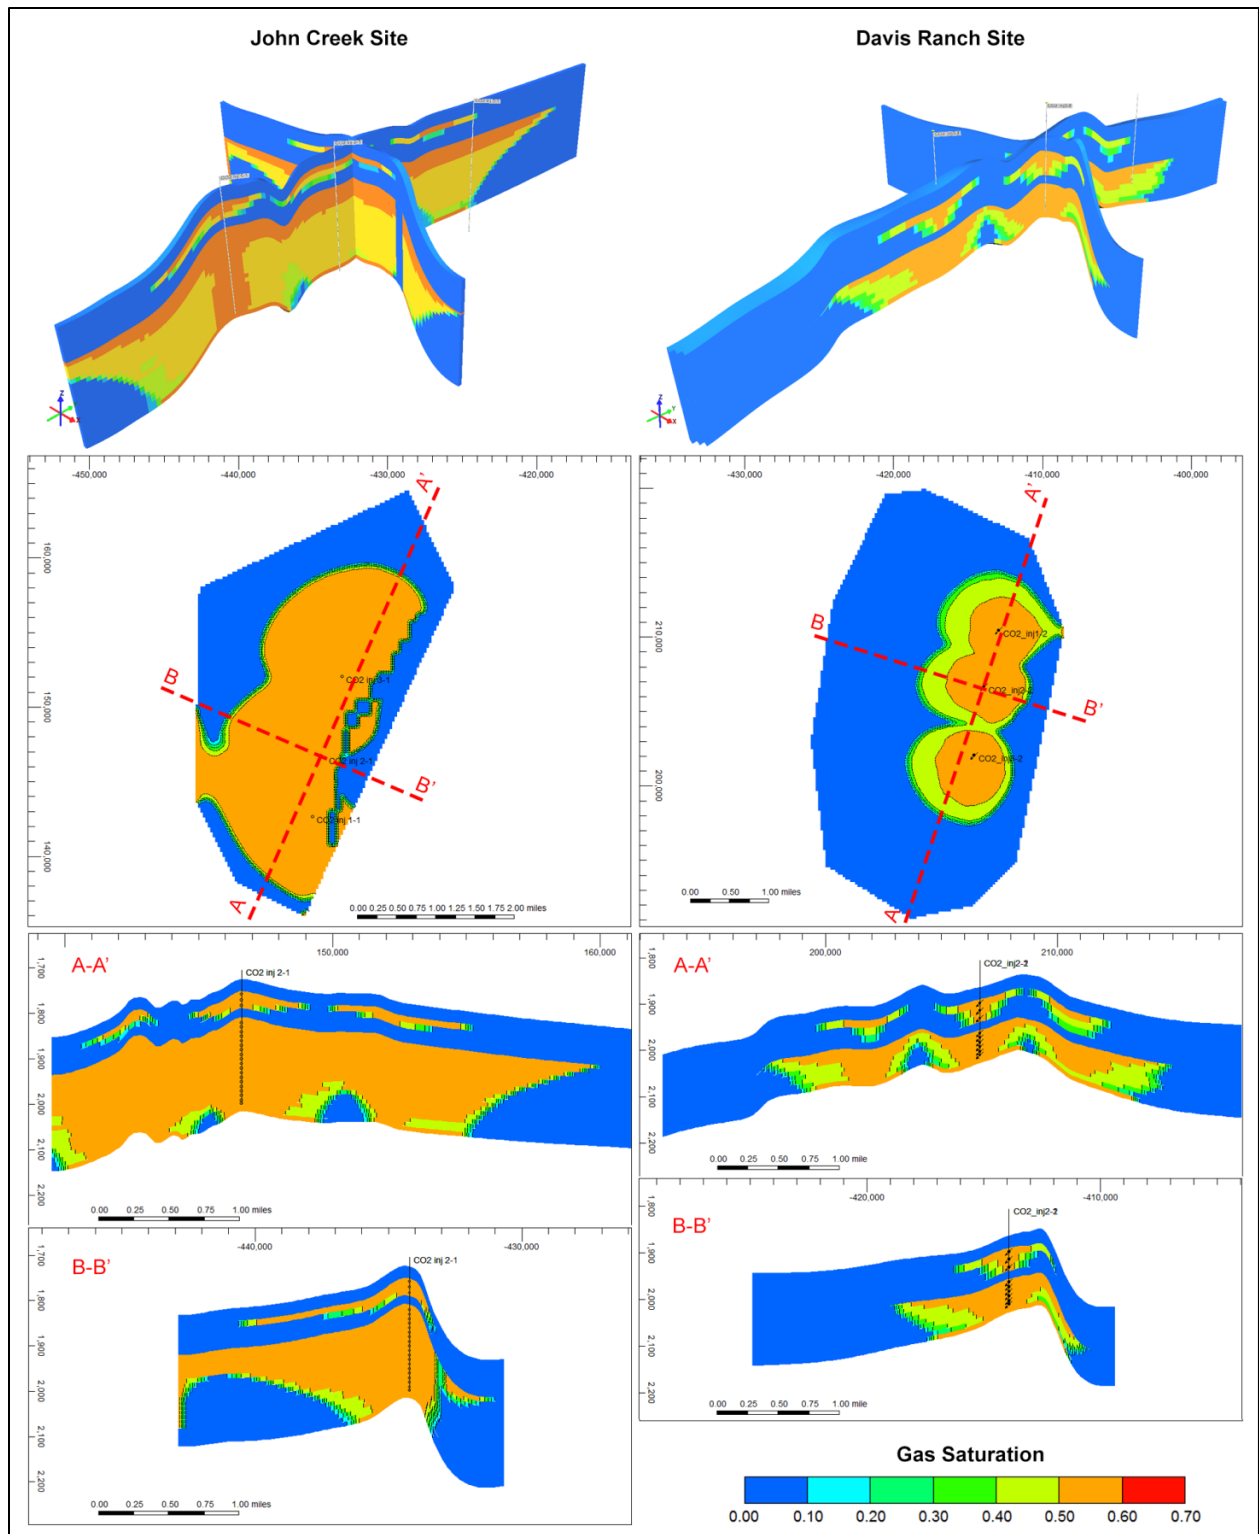 John Creek Site
Davis Ranch Site
Z
X
Z
Y
X
-450,000 -440,000 -430,000 -420,000
160,000
150,000
140,000
A'
B
CO2 inj 3-1
CO2 inj 2-1
B'
CO2 inj 1-1
A
0.00 0.25 0.50 0.75 1.00 1.25 1.50 1.75 2.00 miles
-430,000 -420,000 -410,000 -400,000
210,000
200,000
A'
B
CO2_inj1-2
B'
A
0.00 0.50 1.00 miles
A-A'
150,000 160,000
CO2 inj 2-1
1,700
1,800
1,900
2,000
2,100
2,200
0.00 0.25 0.50 0.75 1.00 miles
A-A'
200,000 210,000
1,800
1,900
2,000
2,100
2,200
0.00 0.25 0.50 0.75 1.00 mile
B-B'
-440,000 -430,000
CO2 inj 2-1
1,700
1,800
1,900
2,000
2,100
2,200
0.00 0.25 0.50 0.75 1.00 miles
B-B'
-420,000 -410,000
1,800
1,900
2,000
2,100
2,200
0.00 0.25 0.50 0.75 1.00 miles
Gas Saturation
0.00 0.10 0.20 0.30 0.40 0.50 0.60 0.70